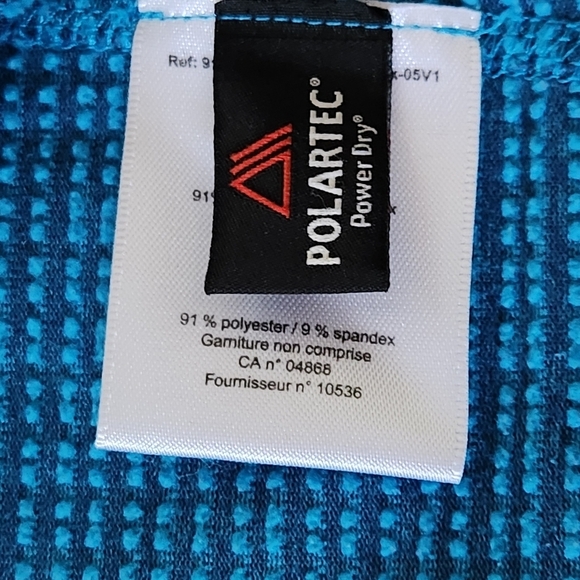 Ref: 9
x-05V1
POLARTEC®
Power Dry®
91
x
91 % polyester / 9 % spandex
Garniture non comprise
CA n° 04868
Fournisseur n° 10536